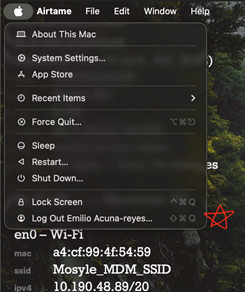 Airtame File Edit Window Help
About This Mac
System Settings...
App Store
Recent Items
Force Quit... ⌥⌘⎋
Sleep
Restart...
Shut Down...
Lock Screen ^⌘Q
Log Out Emilio Acuna-reyes... ⇧⌘Q
en0 – Wi-Fi
mac a4:cf:99:4f:54:59
ssid Mosyle_MDM_SSID
ipv4 10.190.48.89/20